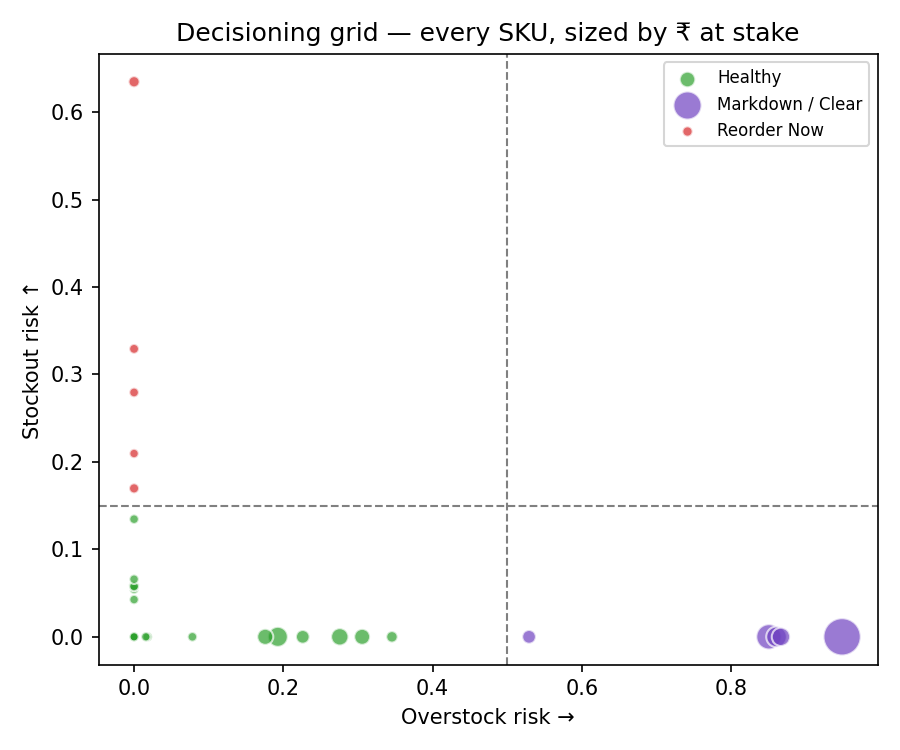 Decisioning grid — every SKU, sized by ₹ at stake
Healthy
Markdown / Clear
Reorder Now
Stockout risk ↑
0.6
0.5
0.4
0.3
0.2
0.1
0.0
0.0 0.2 0.4 0.6 0.8
Overstock risk →